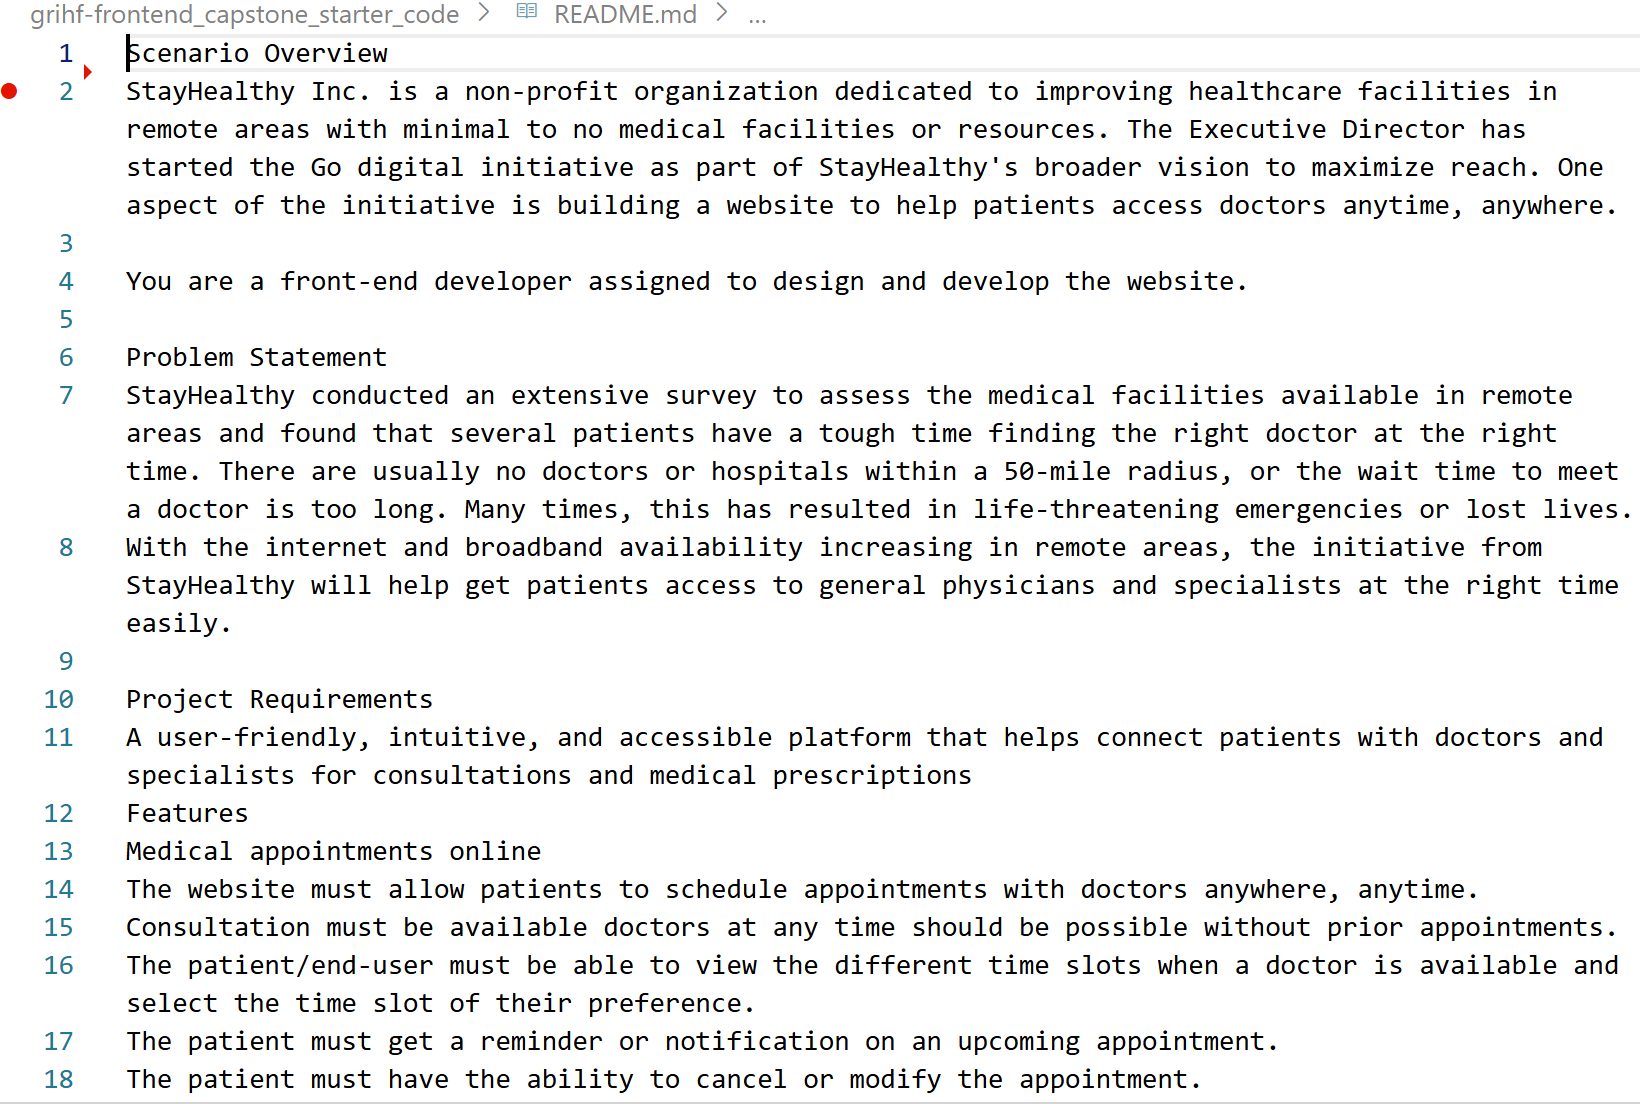 grihf-frontend_capstone_starter_code > README.md > ...
1 Scenario Overview
2 StayHealthy Inc. is a non-profit organization dedicated to improving healthcare facilities in
remote areas with minimal to no medical facilities or resources. The Executive Director has
started the Go digital initiative as part of StayHealthy's broader vision to maximize reach. One
aspect of the initiative is building a website to help patients access doctors anytime, anywhere.
3
4 You are a front-end developer assigned to design and develop the website.
5
6 Problem Statement
7 StayHealthy conducted an extensive survey to assess the medical facilities available in remote
areas and found that several patients have a tough time finding the right doctor at the right
time. There are usually no doctors or hospitals within a 50-mile radius, or the wait time to meet
a doctor is too long. Many times, this has resulted in life-threatening emergencies or lost lives.
8 With the internet and broadband availability increasing in remote areas, the initiative from
StayHealthy will help get patients access to general physicians and specialists at the right time
easily.
9
10 Project Requirements
11 A user-friendly, intuitive, and accessible platform that helps connect patients with doctors and
specialists for consultations and medical prescriptions
12 Features
13 Medical appointments online
14 The website must allow patients to schedule appointments with doctors anywhere, anytime.
15 Consultation must be available doctors at any time should be possible without prior appointments.
16 The patient/end-user must be able to view the different time slots when a doctor is available and
select the time slot of their preference.
17 The patient must get a reminder or notification on an upcoming appointment.
18 The patient must have the ability to cancel or modify the appointment.